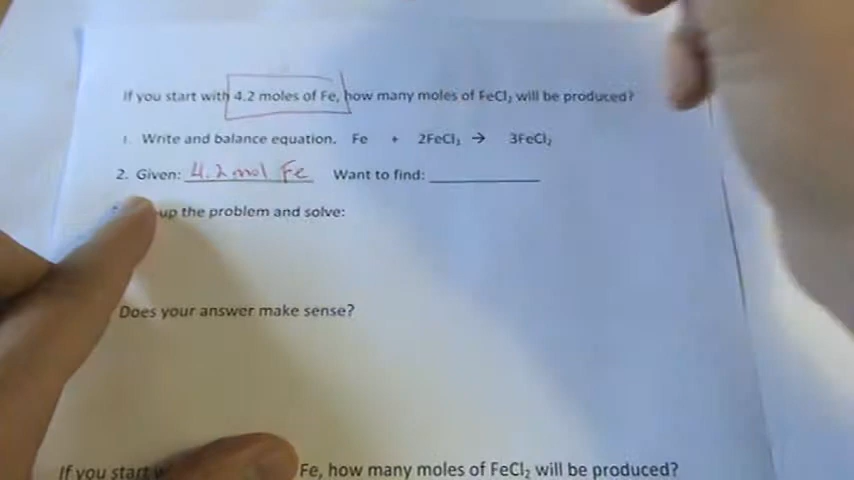 If you start with 4.2 moles of Fe, how many moles of FeCl₂ will be produced?
1. Write and balance equation. Fe + 2FeCl₃ → 3FeCl₂
2. Given: 4.2 mol Fe Want to find: __________
up the problem and solve:
Does your answer make sense?
If you start Fe, how many moles of FeCl₂ will be produced?